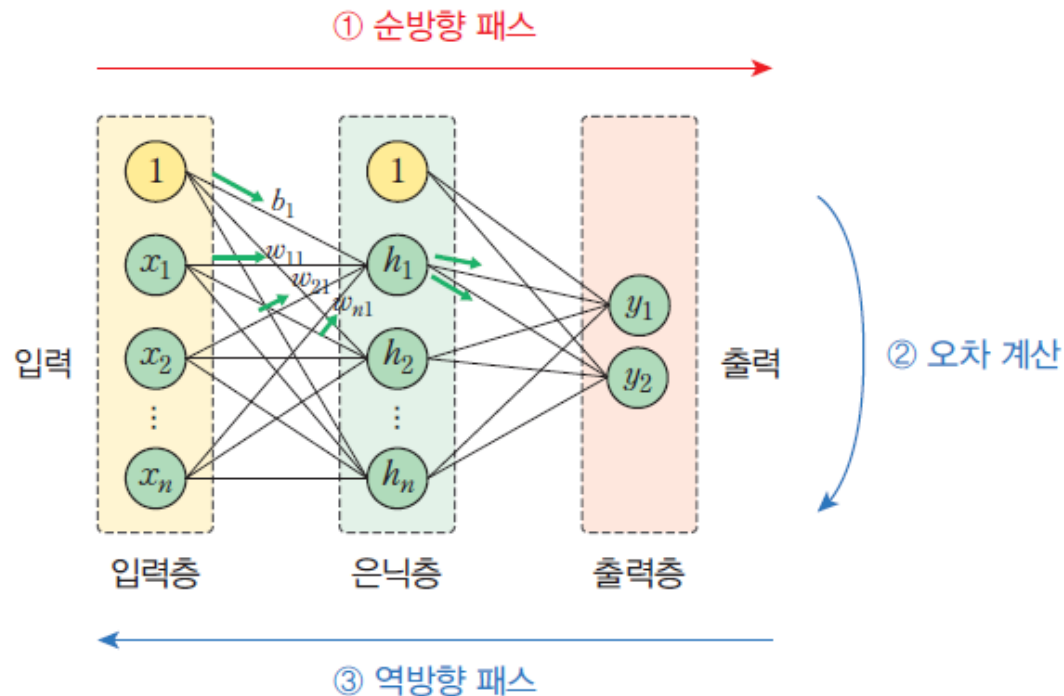 ① 순방향 패스
1 1
b₁
x₁ w₁₁ h₁
w₂₁
wₙ₁ y₁
입력 x₂ h₂ y₂ 출력 ② 오차 계산
⋮ ⋮
xₙ hₙ
입력층 은닉층 출력층
③ 역방향 패스